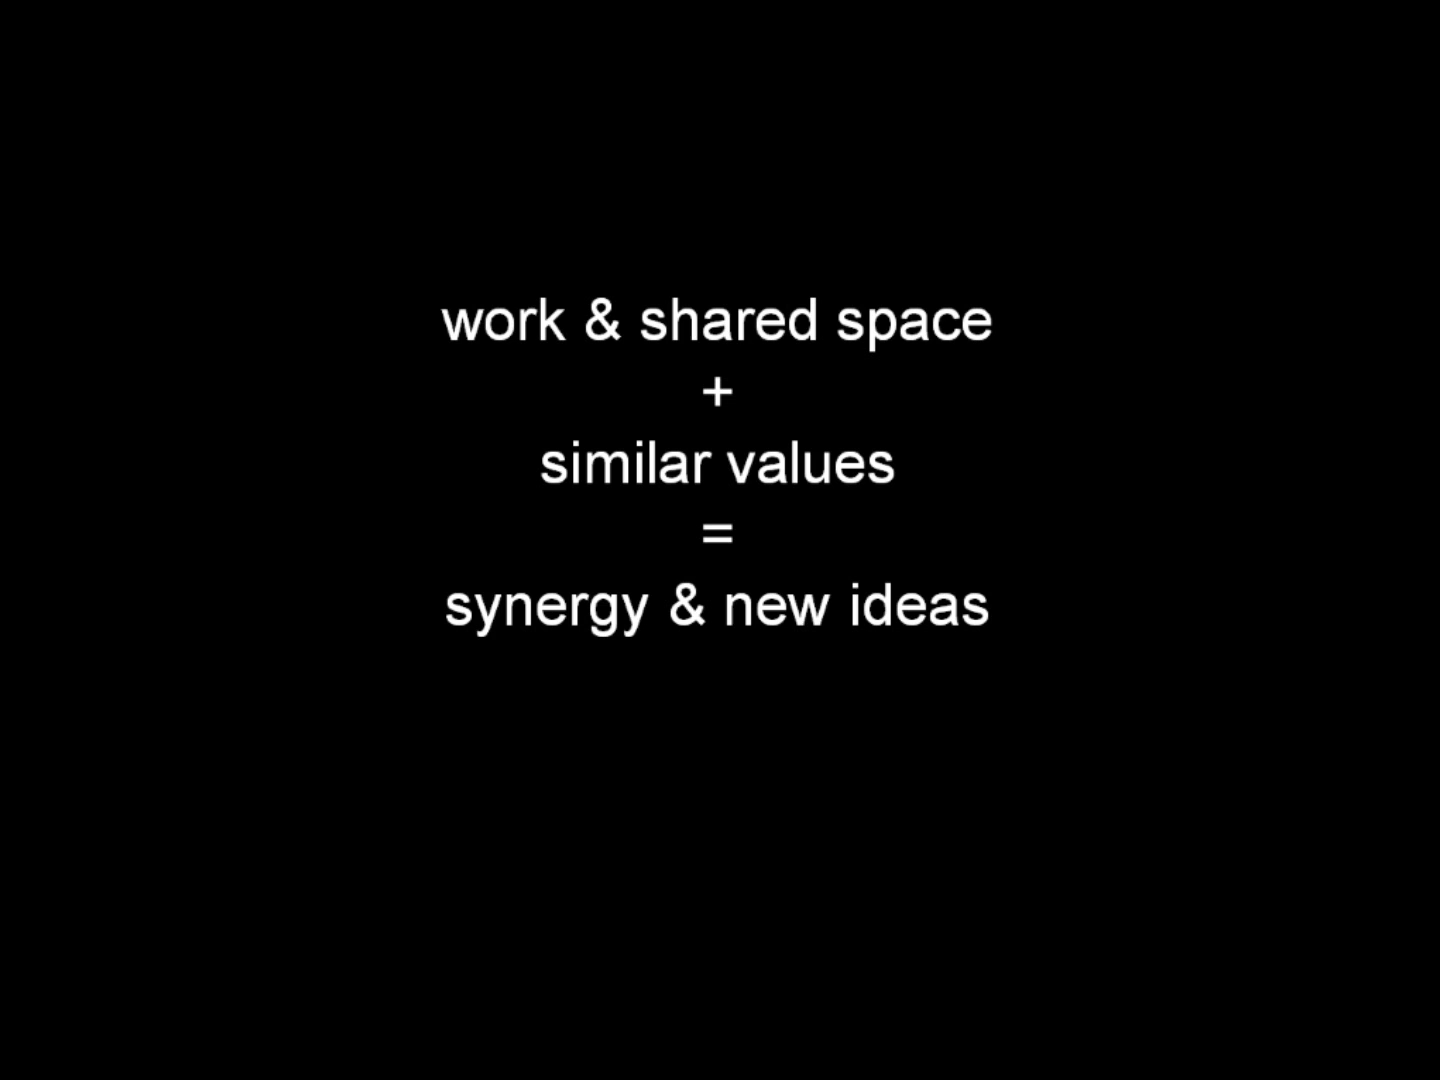 work & shared space
+
similar values
=
synergy & new ideas